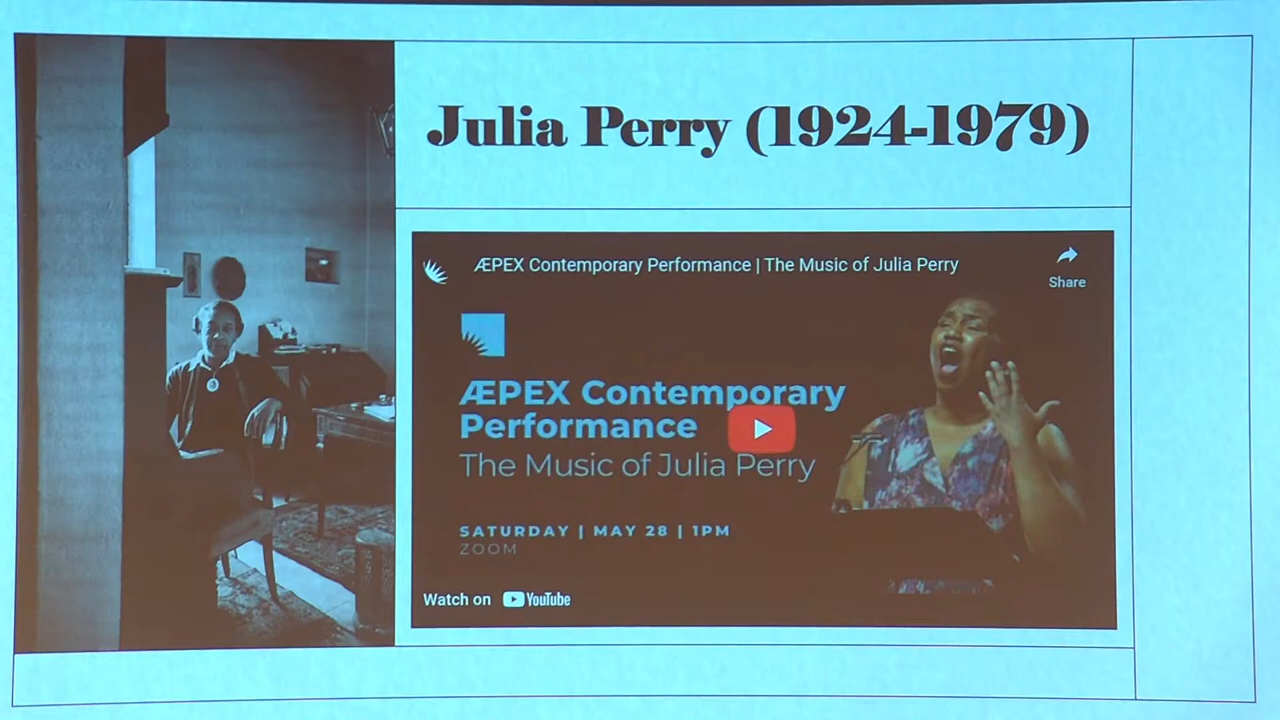 Julia Perry (1924-1979)
ÆPEX Contemporary Performance | The Music of Julia Perry
Share
ÆPEX Contemporary
Performance
The Music of Julia Perry
SATURDAY | MAY 28 | 1PM
ZOOM
Watch on YouTube